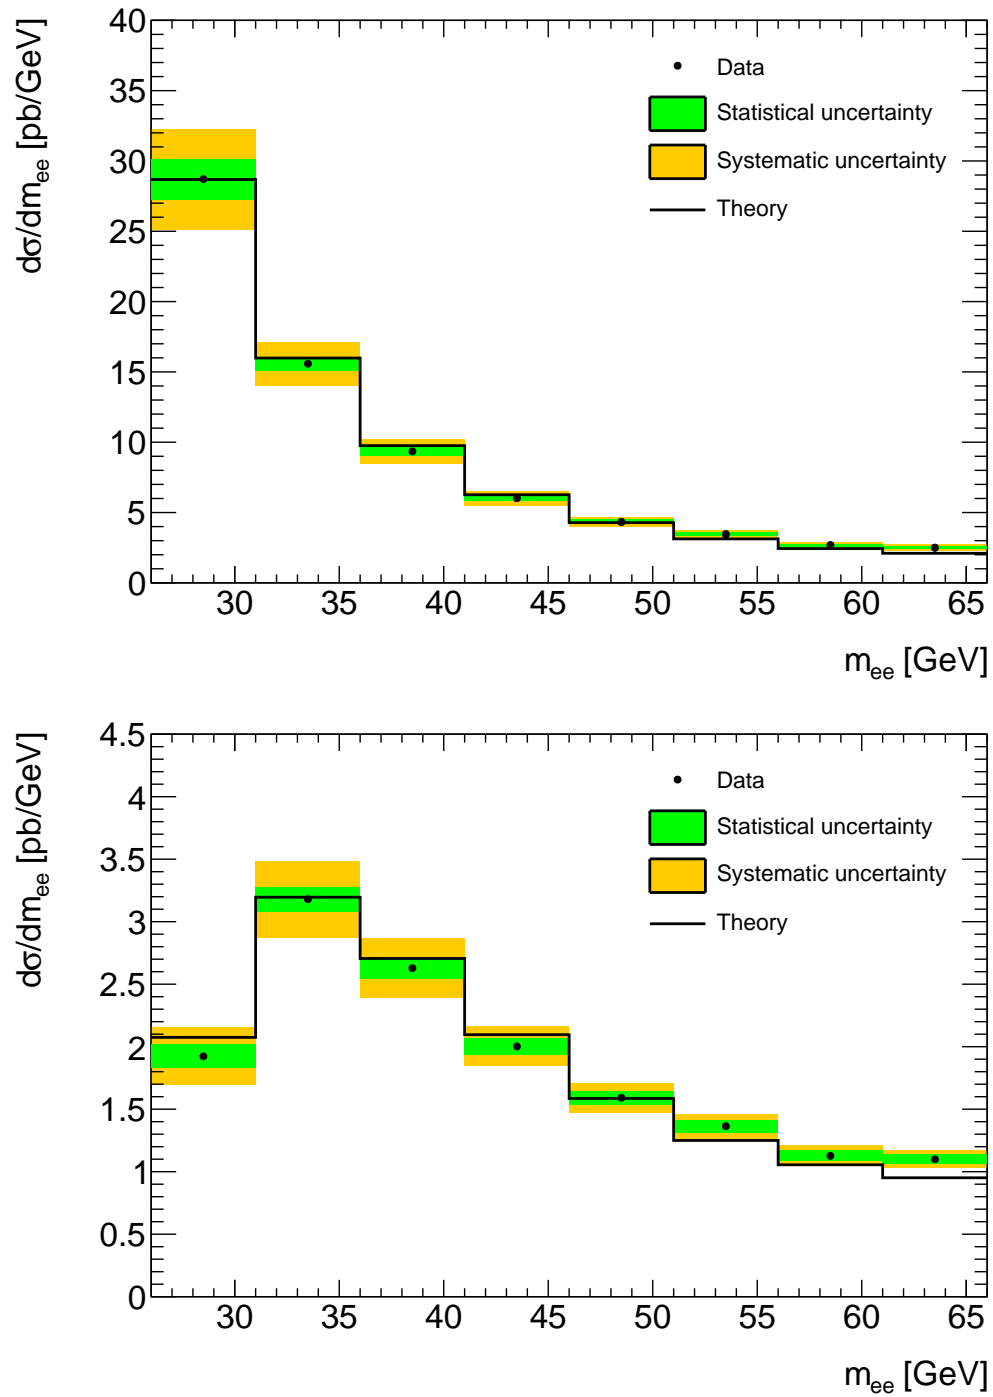 dσ/dm_ee [pb/GeV]
40
35
30
25
20
15
10
5
0
Data
Statistical uncertainty
Systematic uncertainty
Theory
30 35 40 45 50 55 60 65
m_ee [GeV]
dσ/dm_ee [pb/GeV]
4.5
4
3.5
3
2.5
2
1.5
1
0.5
0
Data
Statistical uncertainty
Systematic uncertainty
Theory
30 35 40 45 50 55 60 65
m_ee [GeV]